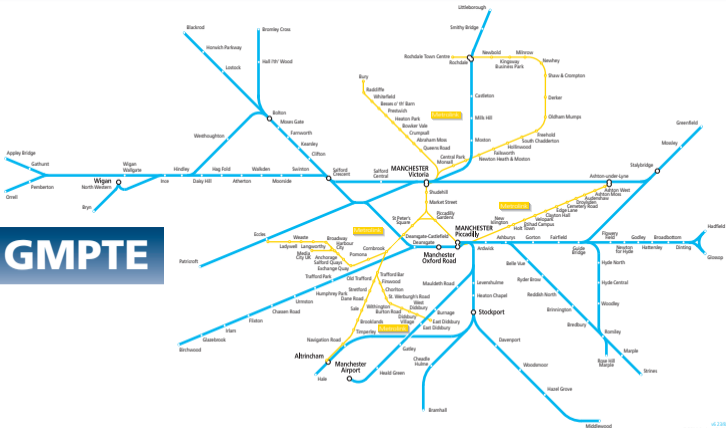 Littleborough
Smithy Bridge
Blackrod
Bromley Cross
Horwich Parkway
Lostock
Hall i'th' Wood
Rochdale Town Centre
Rochdale
Newbold
Kingsway
Business Park
Milnrow
Newhey
Shaw & Crompton
Derker
Oldham Mumps
Freehold
South Chadderton
Hollinwood
Failsworth
Newton Heath & Moston
Central Park
Monsall
Castleton
Mills Hill
Moston
Bury
Radcliffe
Whitefield
Besses o' th' Barn
Prestwich
Heaton Park
Bowker Vale
Crumpsall
Abraham Moss
Queens Road
Bolton
Moses Gate
Farnworth
Kearsley
Clifton
Westhoughton
Greenfield
Mossley
Stalybridge
Appley Bridge
Gathurst
Pemberton
Orrell
Wigan
Wallgate
Wigan
North Western
Bryn
Ince
Hindley
Daisy Hill
Hag Fold
Atherton
Walkden
Moorside
Swinton
Salford
Crescent
Salford
Central
MANCHESTER
Victoria
Shudehill
Market Street
Piccadilly
Gardens
St Peter's
Square
Ashton-under-Lyne
Ashton West
Ashton Moss
Audenshaw
Droylsden
Cemetery Road
Edge Lane
Clayton Hall
Velopark
Etihad Campus
Holt Town
New
Islington
MANCHESTER
Piccadilly
Deansgate-Castlefield
Deansgate
Manchester
Oxford Road
Eccles
Ladywell
Weaste
Langworthy
Broadway
Media
City UK
Harbour
City
Anchorage
Salford Quays
Exchange Quay
Pomona
Cornbrook
Patricroft
Ardwick
Ashburys
Gorton
Fairfield
Guide
Bridge
Flowery
Field
Newton
for Hyde
Godley
Hattersley
Broadbottom
Dinting
Hadfield
Glossop
Hyde North
Hyde Central
Woodley
Belle Vue
Ryder Brow
Reddish North
Brinnington
Bredbury
Romiley
Rose Hill
Marple
Marple
Strines
Trafford Bar
Old Trafford
Trafford Park
Humphrey Park
Urmston
Chassen Road
Flixton
Irlam
Glazebrook
Birchwood
Firswood
Chorlton
St. Werburgh's Road
Withington
Burton Road
West
Didsbury
Didsbury
Village
East Didsbury
East Didsbury
Stretford
Dane Road
Sale
Brooklands
Timperley
Navigation Road
Altrincham
Hale
Mauldeth Road
Burnage
Gatley
Heald Green
Manchester
Airport
Levenshulme
Heaton Chapel
Stockport
Cheadle
Hulme
Bramhall
Davenport
Woodsmoor
Hazel Grove
Middlewood
GMPTE